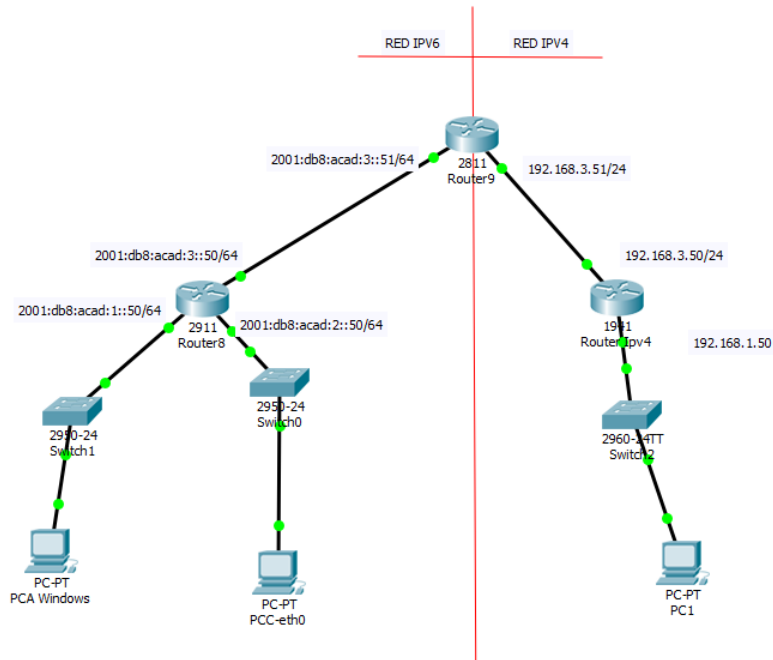 RED IPV6
RED IPV4
2001:db8:acad:3::51/64
2811
Router9
192.168.3.51/24
2001:db8:acad:3::50/64
192.168.3.50/24
2001:db8:acad:1::50/64
2911
Router8
2001:db8:acad:2::50/64
1941
Router Ipv4
192.168.1.50
2950-24
Switch1
2950-24
Switch0
2960-24TT
Switch2
PC-PT
PCA Windows
PC-PT
PCC-eth0
PC-PT
PC1